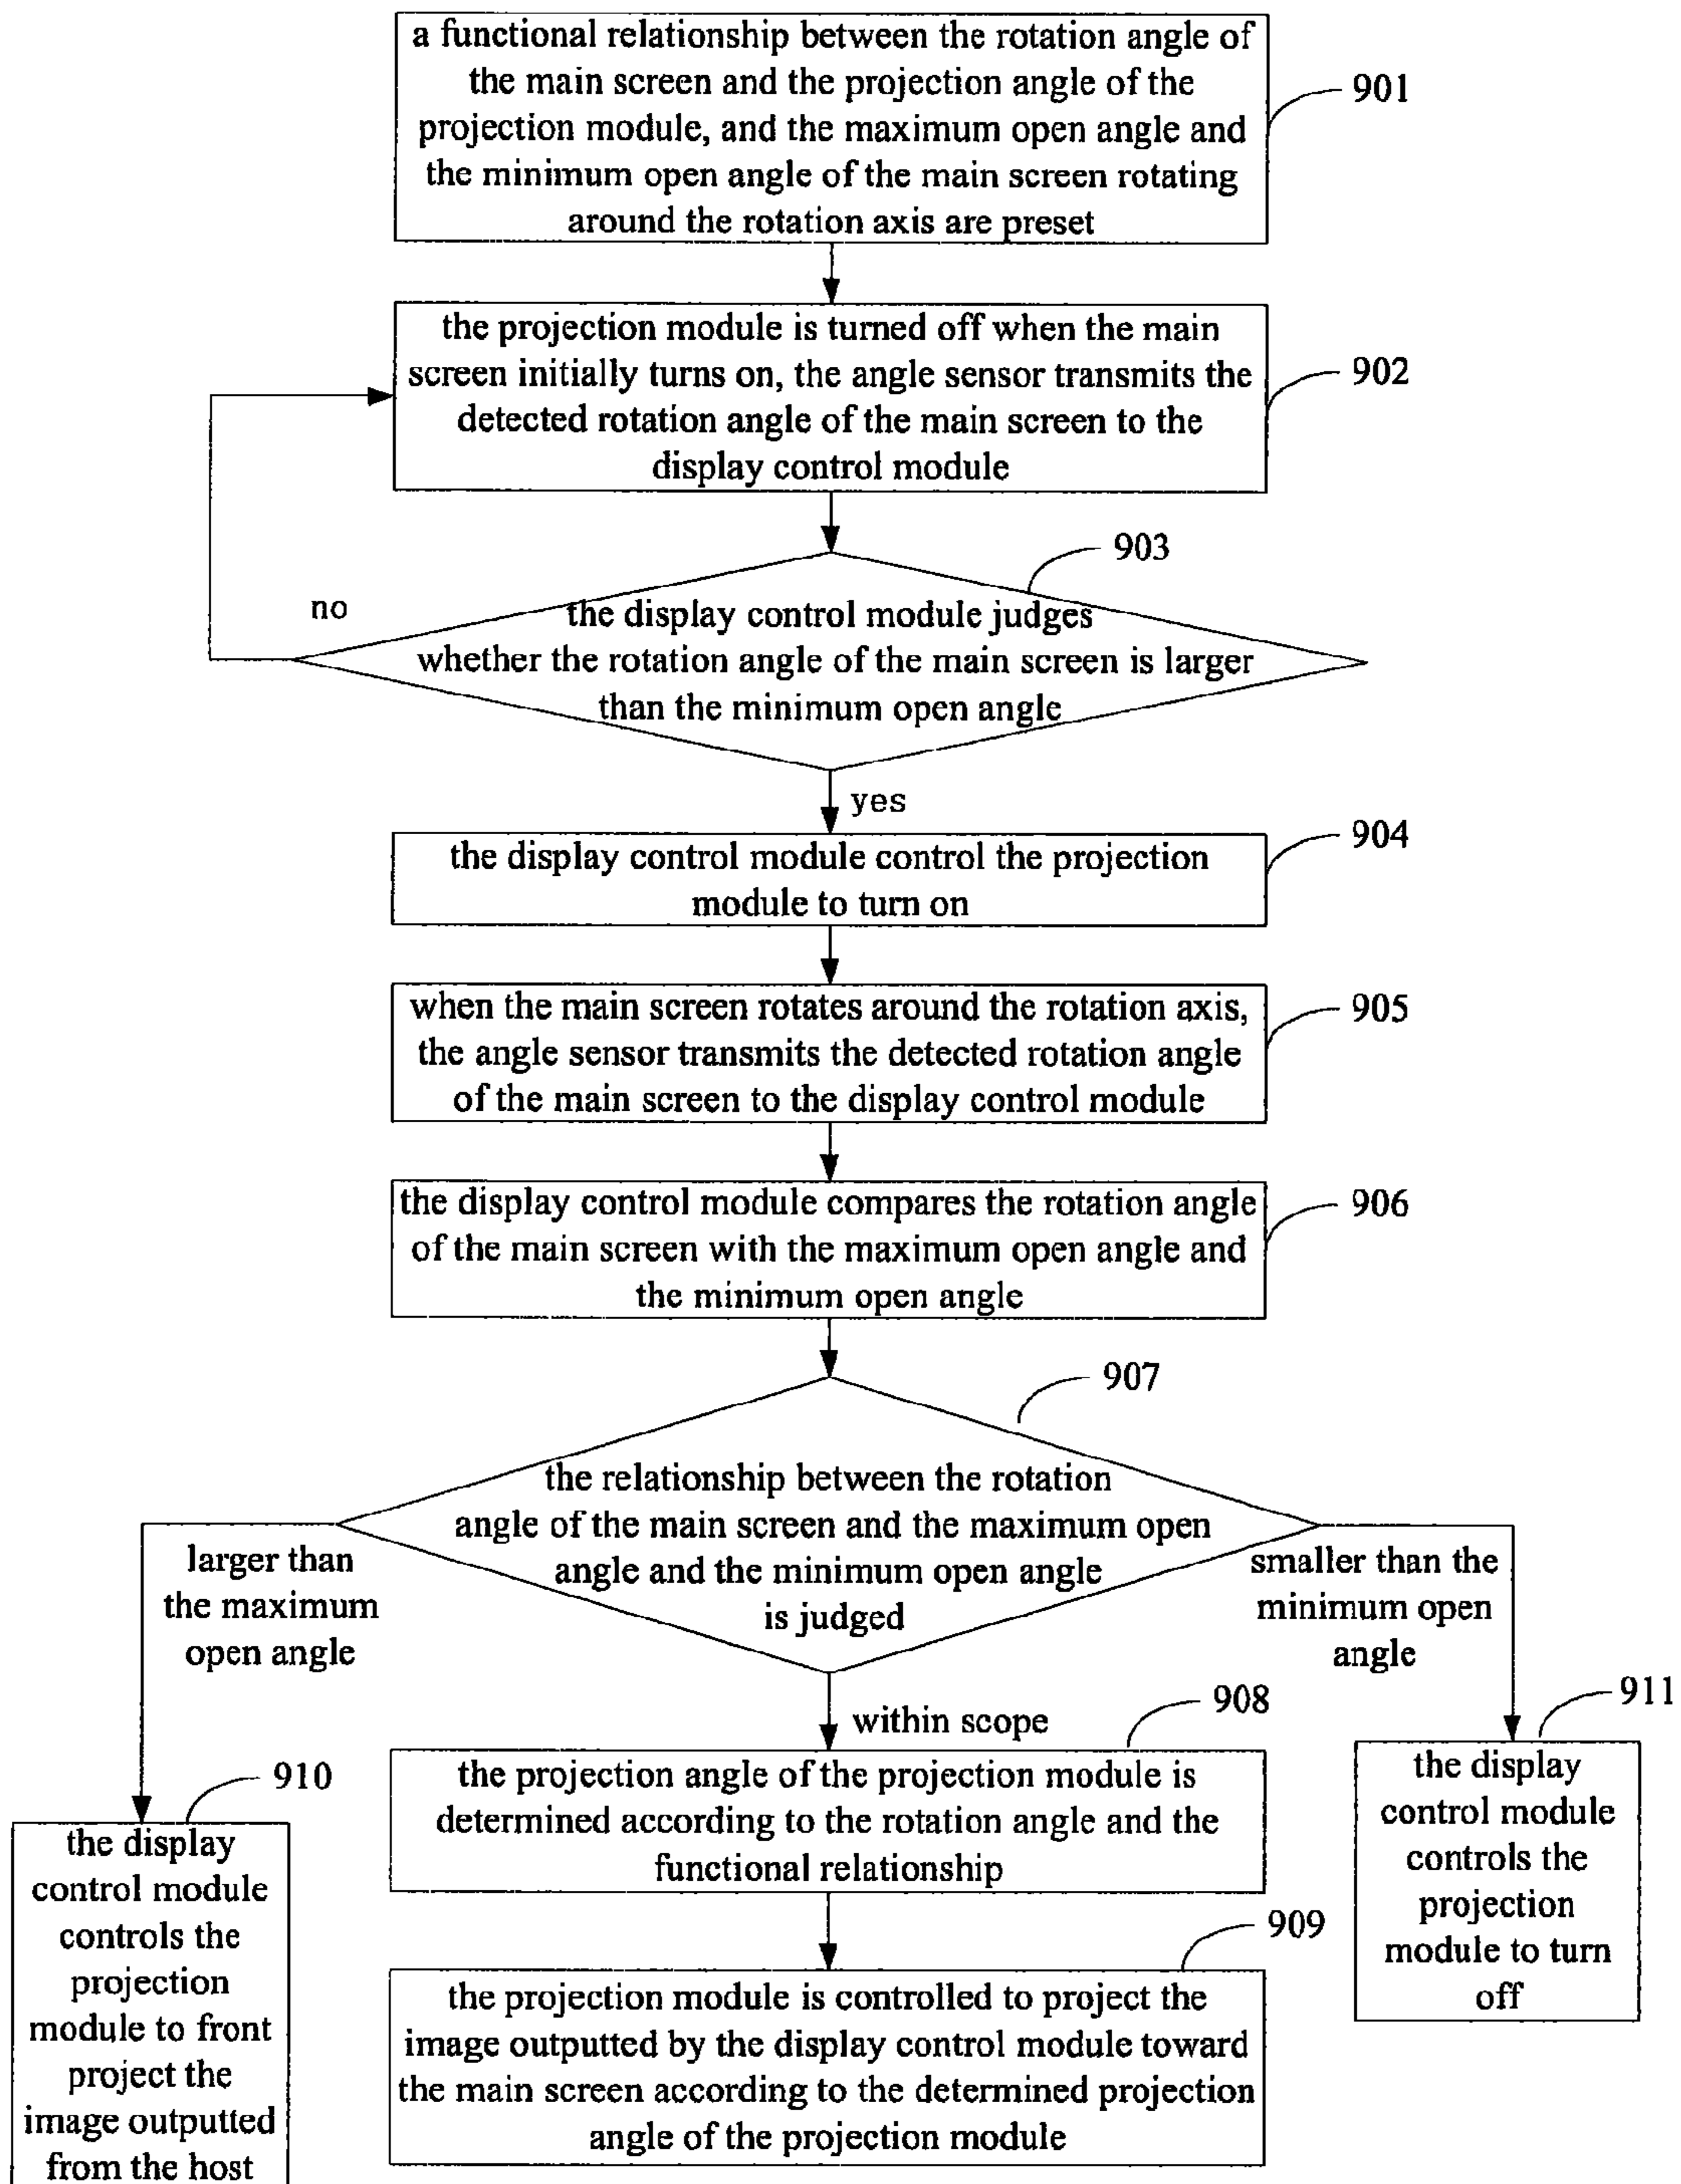 a functional relationship between the rotation angle of
the main screen and the projection angle of the
projection module, and the maximum open angle and
the minimum open angle of the main screen rotating
around the rotation axis are preset
901
the projection module is turned off when the main
screen initially turns on, the angle sensor transmits the
detected rotation angle of the main screen to the
display control module
902
903
no
the display control module judges
whether the rotation angle of the main screen is larger
than the minimum open angle
yes
904
the display control module control the projection
module to turn on
when the main screen rotates around the rotation axis,
the angle sensor transmits the detected rotation angle
of the main screen to the display control module
905
the display control module compares the rotation angle
of the main screen with the maximum open angle and
the minimum open angle
906
907
the relationship between the rotation
angle of the main screen and the maximum open
angle and the minimum open angle
is judged
larger than
the maximum
open angle
smaller than the
minimum open
angle
within scope
908
the projection angle of the projection module is
determined according to the rotation angle and the
functional relationship
909
the projection module is controlled to project the
image outputted by the display control module toward
the main screen according to the determined projection
angle of the projection module
910
the display
control module
controls the
projection
module to front
project the
image outputted
from the host
911
the display
control module
controls the
projection
module to turn
off